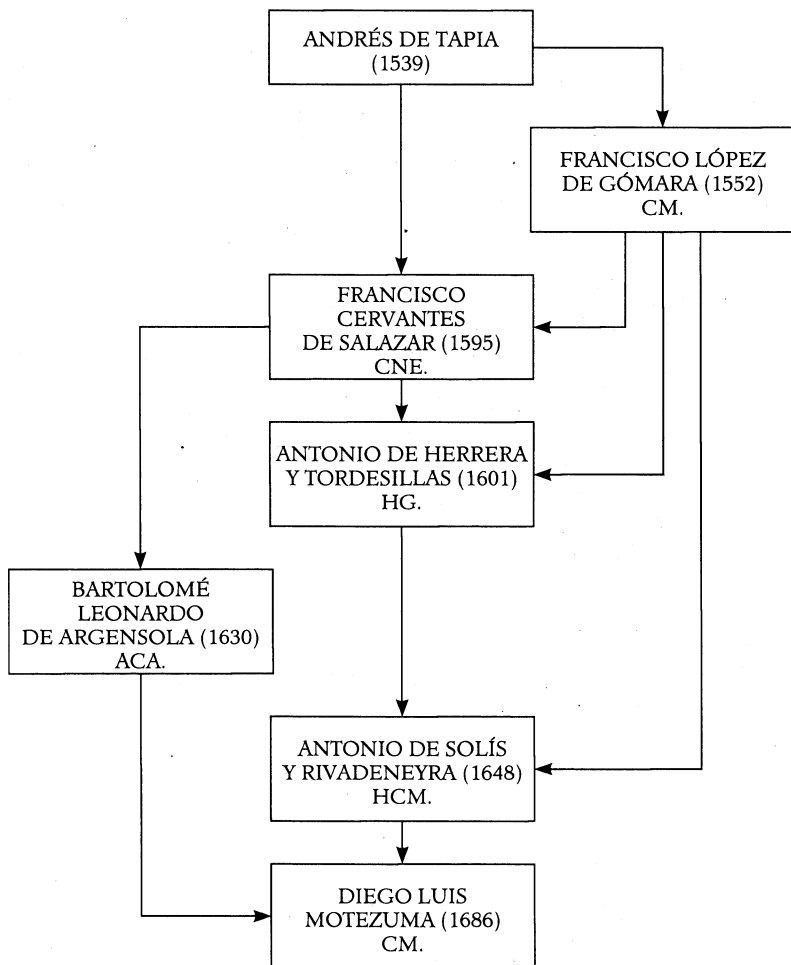 ANDRÉS DE TAPIA
(1539)
FRANCISCO LÓPEZ
DE GÓMARA (1552)
CM.
FRANCISCO
CERVANTES
DE SALAZAR (1595)
CNE.
ANTONIO DE HERRERA
Y TORDESILLAS (1601)
HG.
BARTOLOMÉ
LEONARDO
DE ARGENSOLA (1630)
ACA.
ANTONIO DE SOLÍS
Y RIVADENEYRA (1648)
HCM.
DIEGO LUIS
MOTEZUMA (1686)
CM.